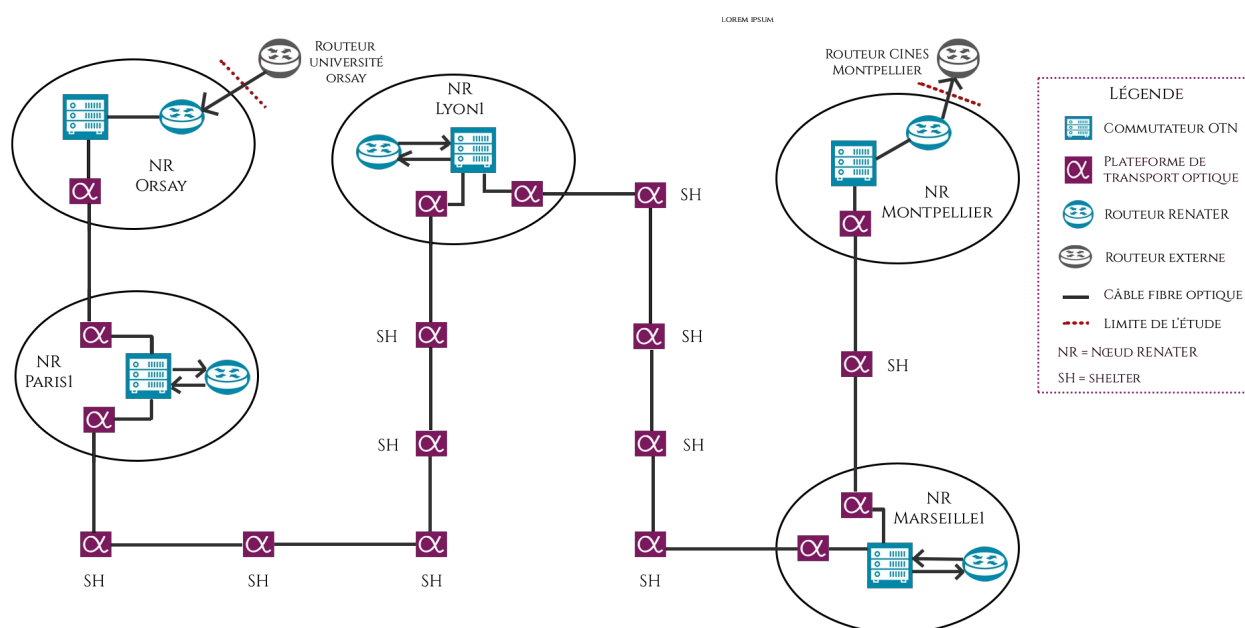 LOREM IPSUM
Routeur
université
Orsay
NR
Orsay
NR
Paris1
SH
SH
SH
SH
SH
NR
Lyon1
SH
SH
SH
SH
Routeur CINES
Montpellier
NR
Montpellier
SH
NR
Marseille1
Légende
Commutateur OTN
Plateforme de
transport optique
Routeur RENATER
Routeur externe
Câble fibre optique
Limite de l'étude
NR = Nœud RENATER
SH = shelter